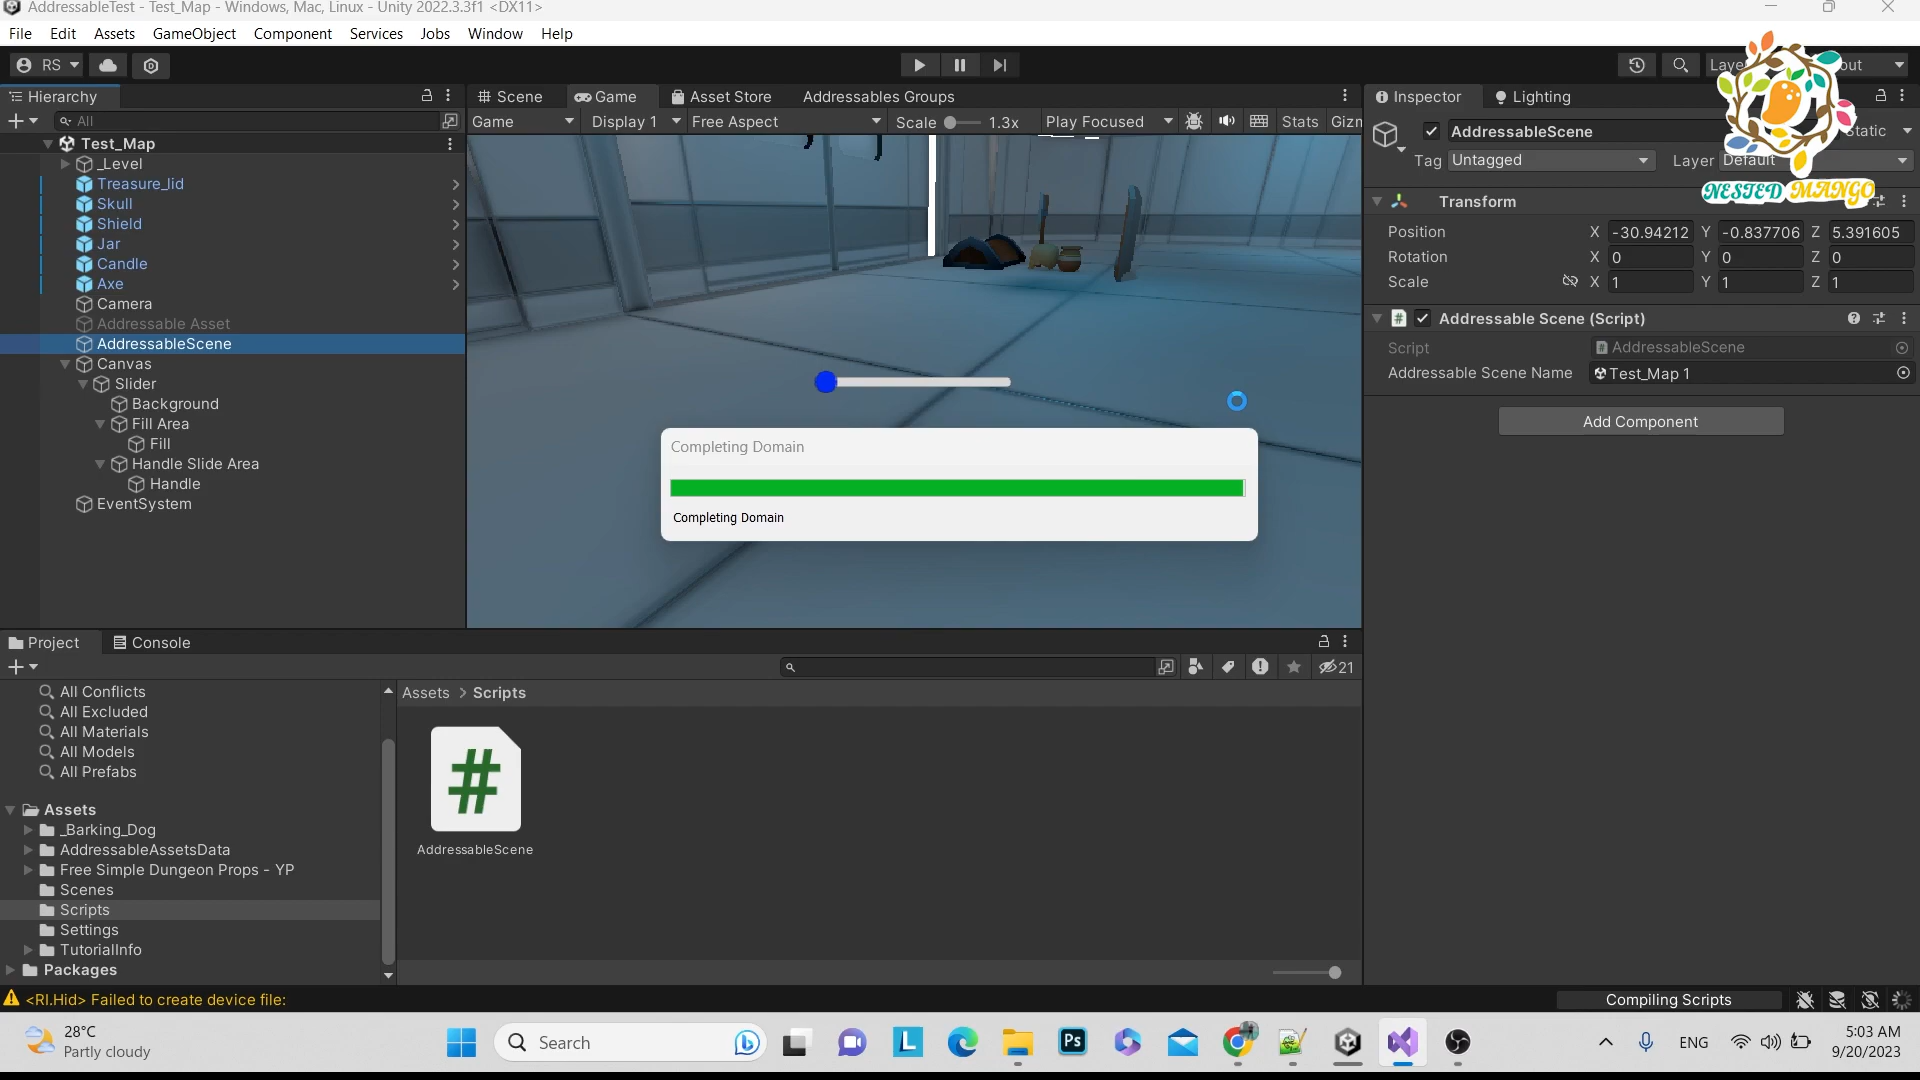 AddressableTest - Test_Map - Windows, Mac, Linux - Unity 2022.3.3f1 <DX11>
File Edit Assets GameObject Component Services Jobs Window Help
RS
Hierarchy
All
Test_Map
_Level
Treasure_lid
Skull
Shield
Jar
Candle
Axe
Camera
Addressable Asset
AddressableScene
Canvas
Slider
Background
Fill Area
Fill
Handle Slide Area
Handle
EventSystem
Scene Game Asset Store Addressables Groups
Game Display 1 Free Aspect Scale 1.3x Play Focused Stats Gizn
Completing Domain
Completing Domain
Laye out
Inspector Lighting
AddressableScene Static
Tag Untagged Layer Default
NESTED MANGO
Transform
Position X -30.94212 Y -0.837706 Z 5.391605
Rotation X 0 Y 0 Z 0
Scale X 1 Y 1 Z 1
# Addressable Scene (Script)
Script # AddressableScene
Addressable Scene Name Test_Map 1
Add Component
Project Console
21
All Conflicts
All Excluded
All Materials
All Models
All Prefabs
Assets
_Barking_Dog
AddressableAssetsData
Free Simple Dungeon Props - YP
Scenes
Scripts
Settings
TutorialInfo
Packages
Assets > Scripts
#
AddressableScene
<RI.Hid> Failed to create device file:
Compiling Scripts
28°C
Partly cloudy
Search
L
Ps
ENG
5:03 AM
9/20/2023